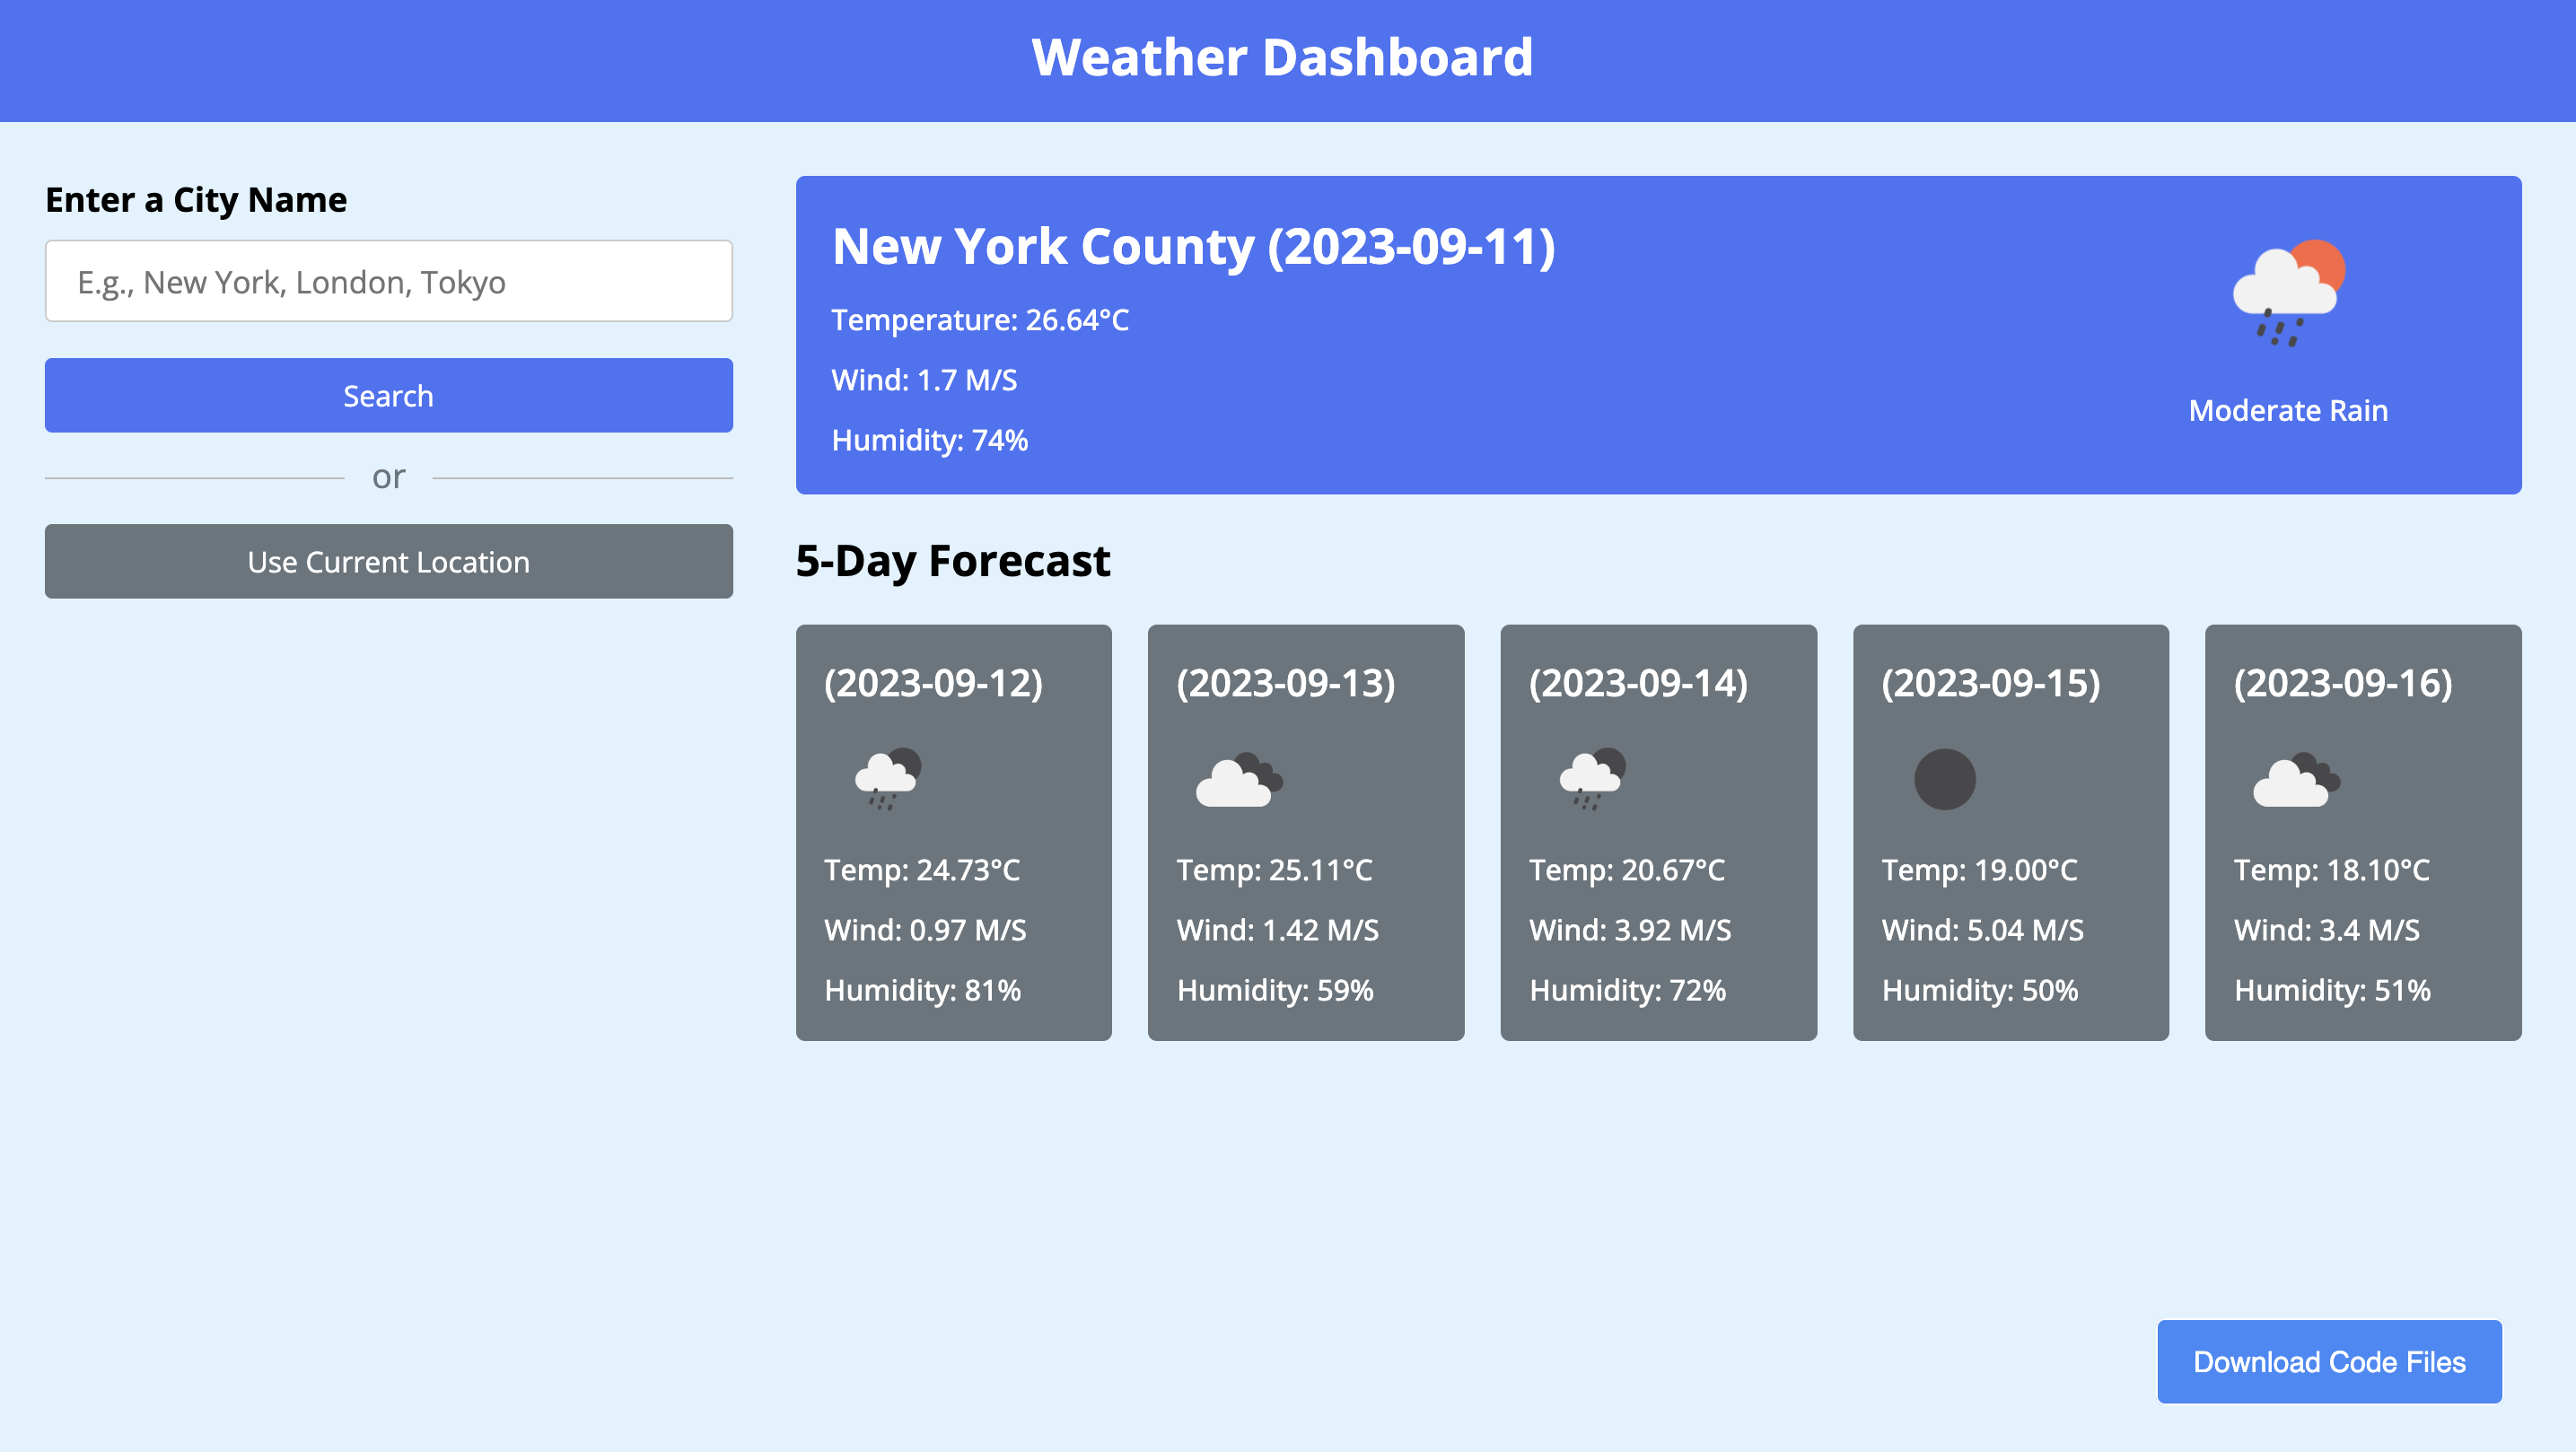 Weather Dashboard
Enter a City Name
E.g., New York, London, Tokyo
Search
or
Use Current Location
New York County (2023-09-11)
Temperature: 26.64°C
Wind: 1.7 M/S
Humidity: 74%
Moderate Rain
5-Day Forecast
(2023-09-12)
Temp: 24.73°C
Wind: 0.97 M/S
Humidity: 81%
(2023-09-13)
Temp: 25.11°C
Wind: 1.42 M/S
Humidity: 59%
(2023-09-14)
Temp: 20.67°C
Wind: 3.92 M/S
Humidity: 72%
(2023-09-15)
Temp: 19.00°C
Wind: 5.04 M/S
Humidity: 50%
(2023-09-16)
Temp: 18.10°C
Wind: 3.4 M/S
Humidity: 51%
Download Code Files